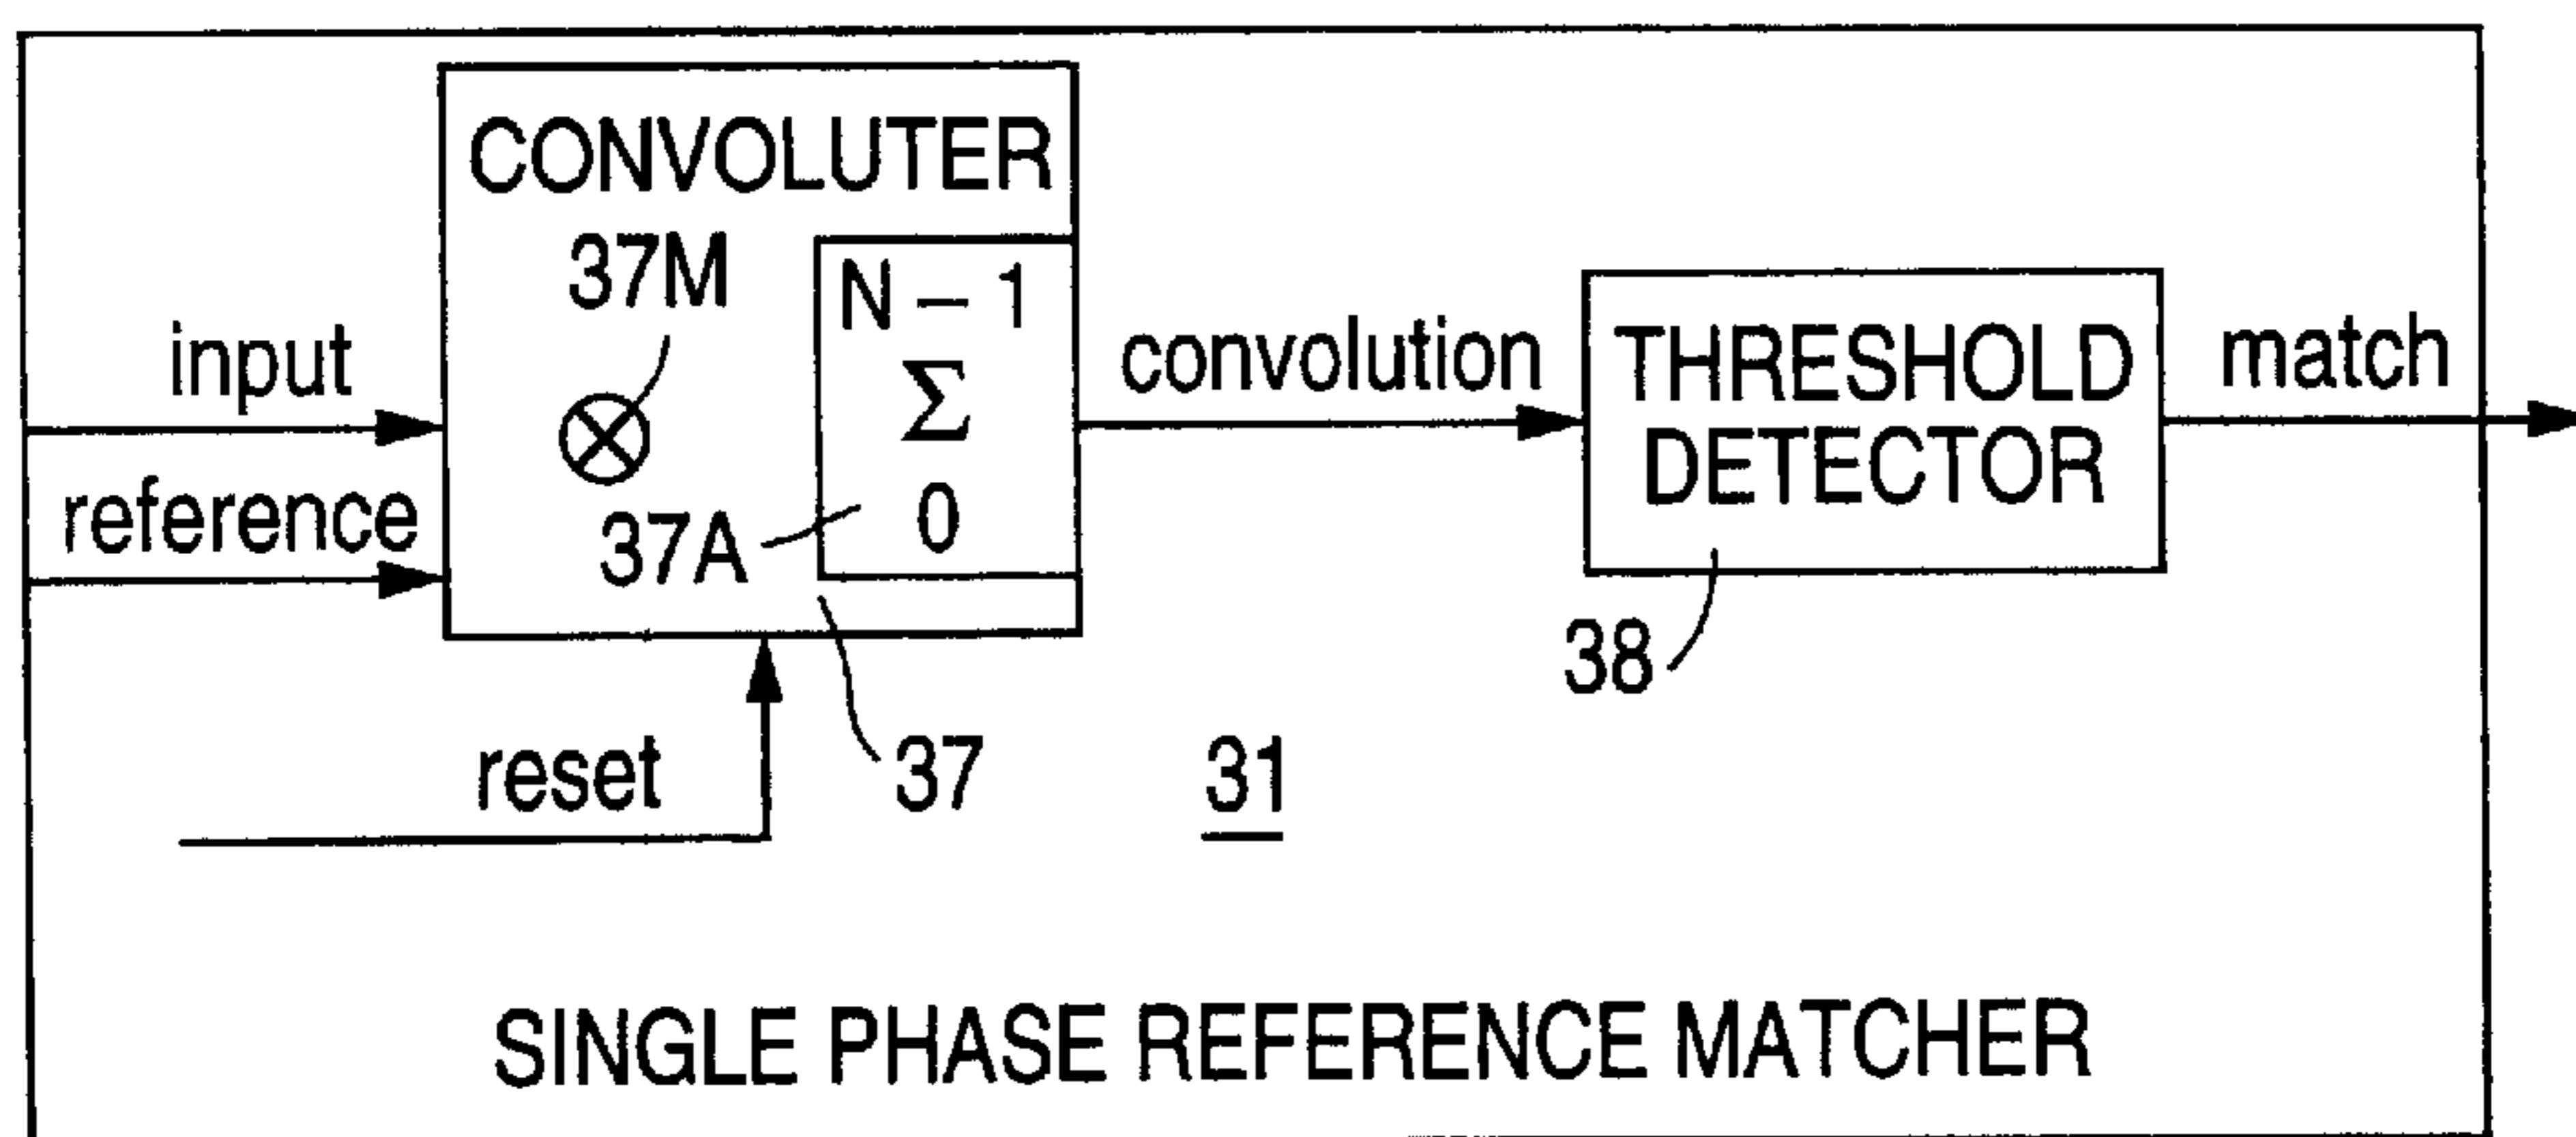 CONVOLUTER
37M
N – 1
Σ
0
37A
input
reference
convolution
THRESHOLD
DETECTOR
match
38
reset
37
31
SINGLE PHASE REFERENCE MATCHER